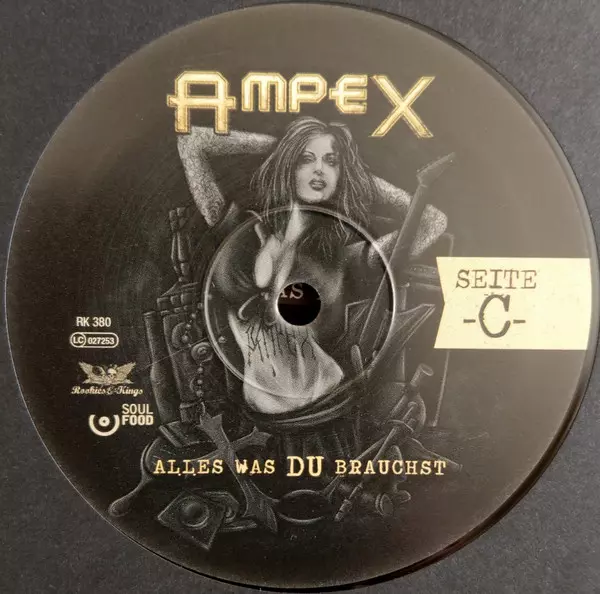 AMPEX
SEITE
-C-
RK 380
LC 027253
Rookies & Kings
SOUL
FOOD
ALLES WAS DU BRAUCHST